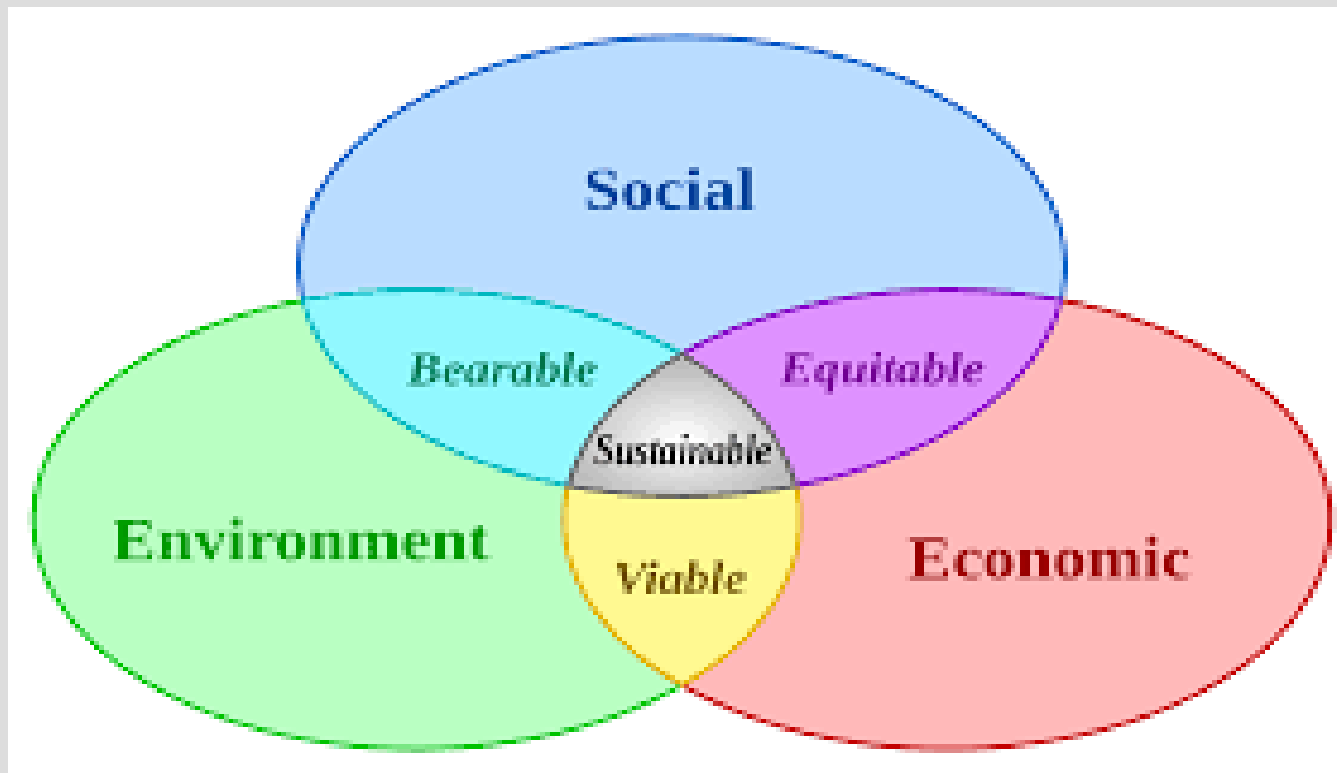 Social
Bearable
Equitable
Sustainable
Environment
Economic
Viable